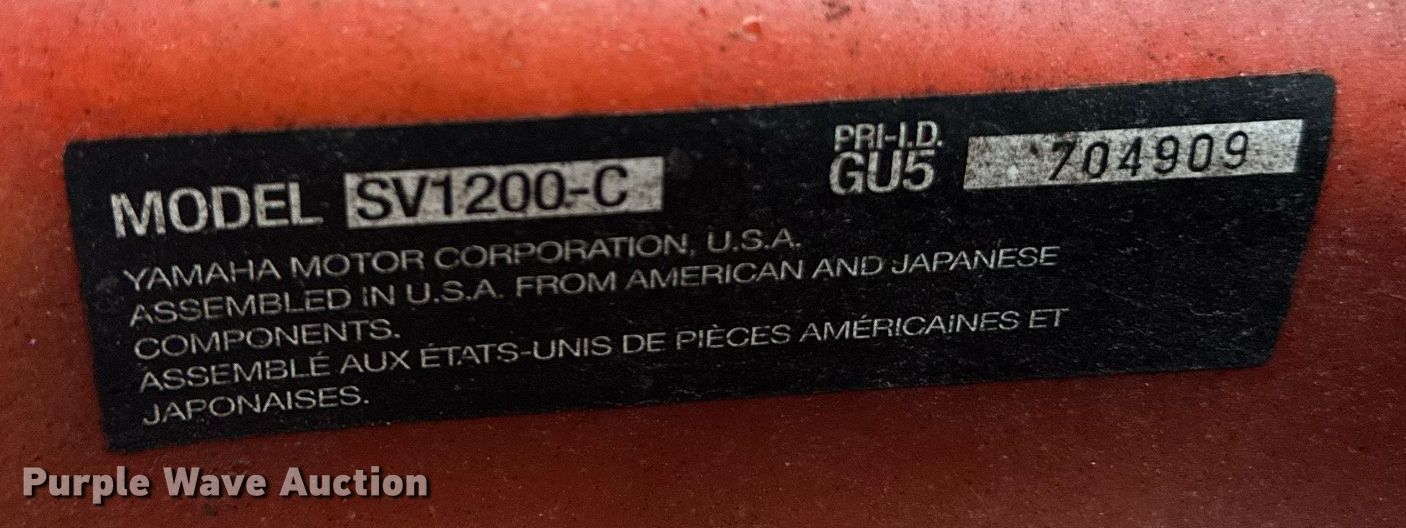 MODEL SV1200-C
PRI-I.D.
GU5 704909
YAMAHA MOTOR CORPORATION, U.S.A.
ASSEMBLED IN U.S.A. FROM AMERICAN AND JAPANESE
COMPONENTS.
ASSEMBLÉ AUX ÉTATS-UNIS DE PIÈCES AMÉRICAINES ET
JAPONAISES.
Purple Wave Auction